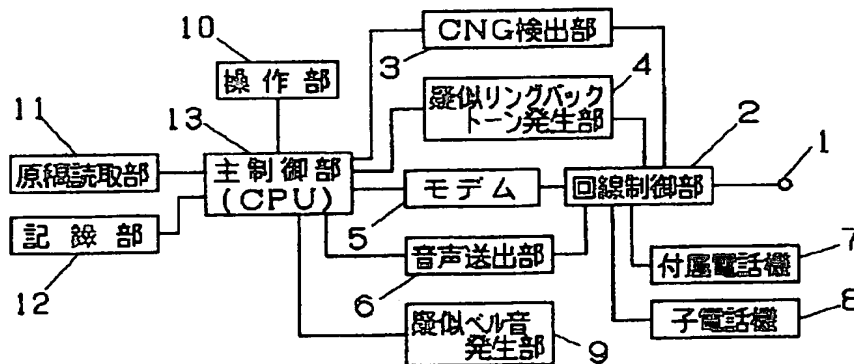 10
操作部
CNG検出部
3
4
疑似リングバック
トーン発生部
11
原稿読取部
13
主制御部
(CPU)
2
回線制御部
1
モデム
5
記録部
12
音声送出部
6
付属電話機
7
子電話機
8
疑似ベル音
発生部
9